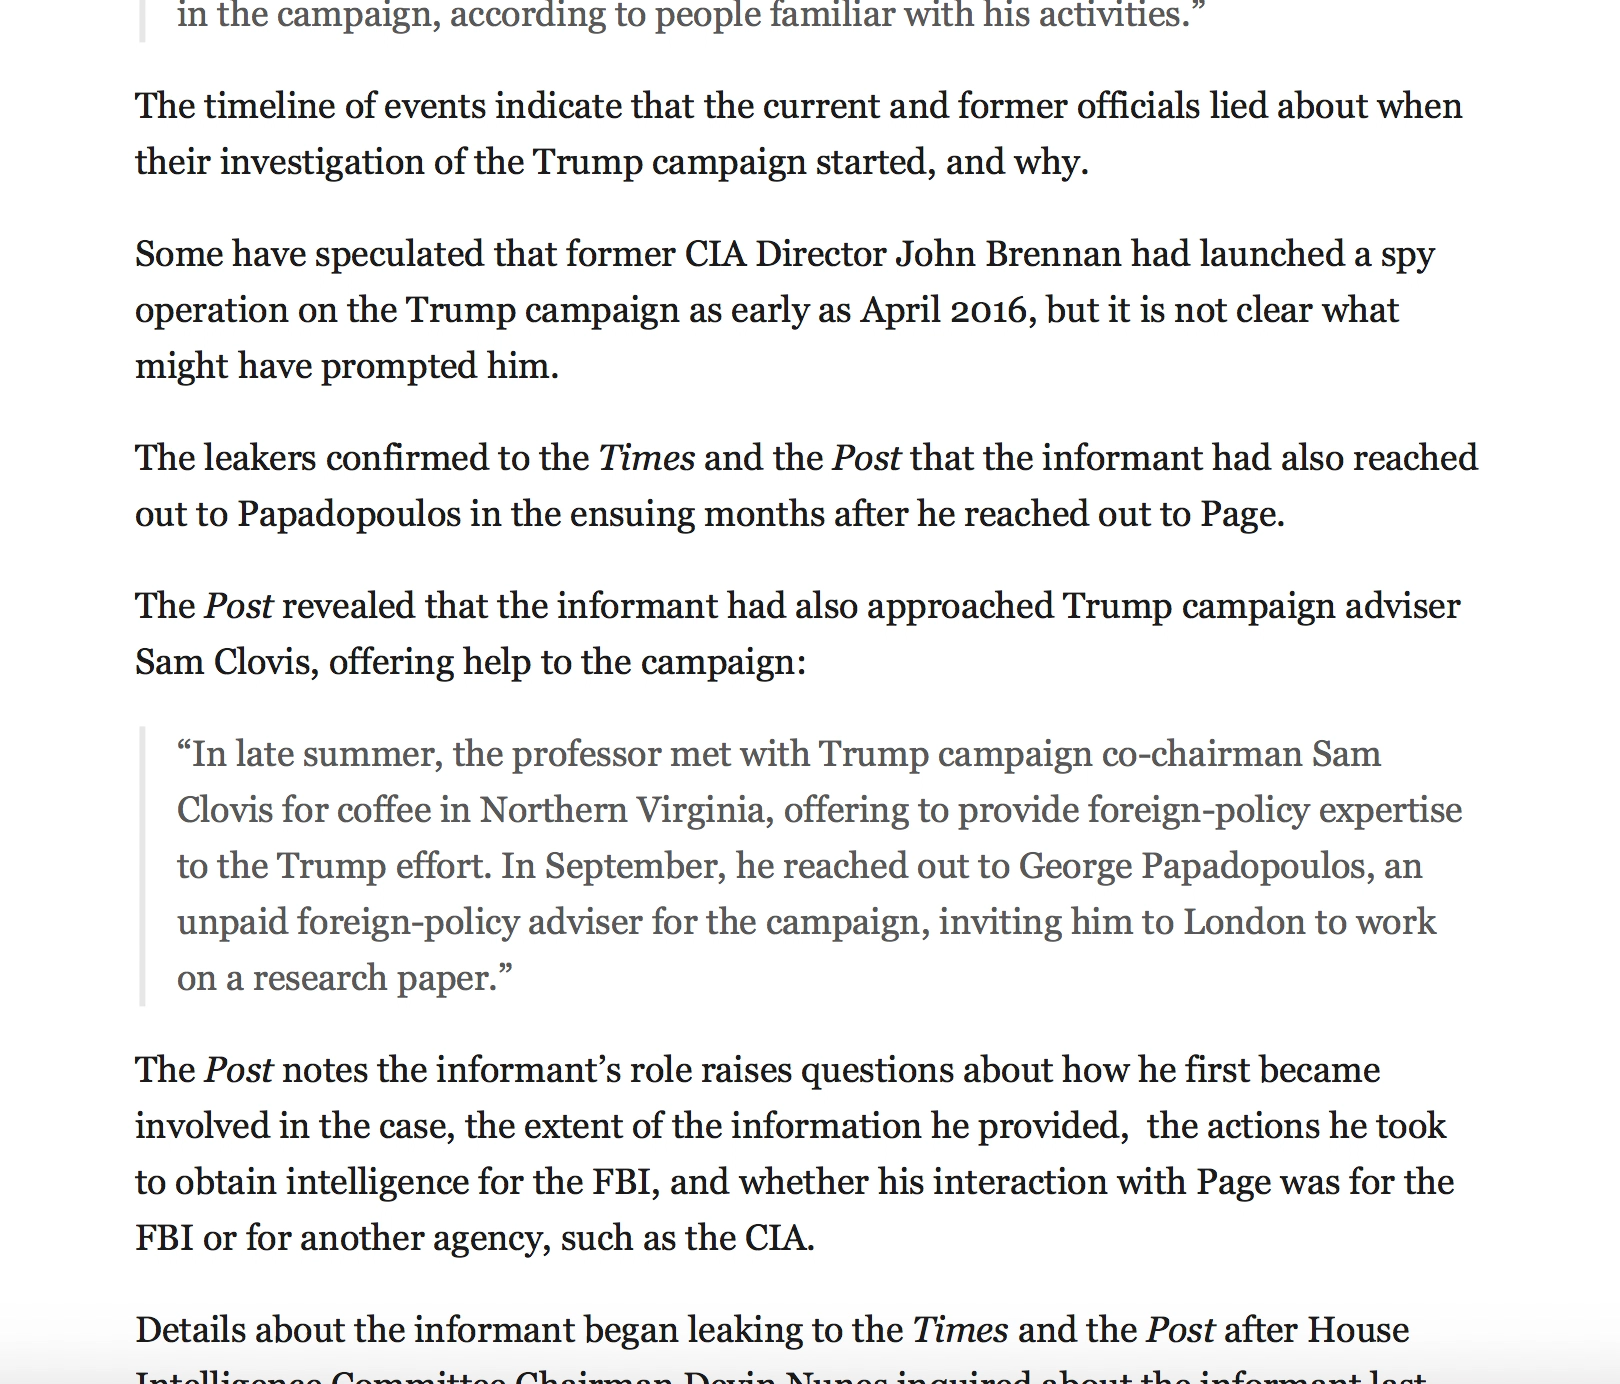 in the campaign, according to people familiar with his activities.”
The timeline of events indicate that the current and former officials lied about when
their investigation of the Trump campaign started, and why.
Some have speculated that former CIA Director John Brennan had launched a spy
operation on the Trump campaign as early as April 2016, but it is not clear what
might have prompted him.
The leakers confirmed to the Times and the Post that the informant had also reached
out to Papadopoulos in the ensuing months after he reached out to Page.
The Post revealed that the informant had also approached Trump campaign adviser
Sam Clovis, offering help to the campaign:
“In late summer, the professor met with Trump campaign co-chairman Sam
Clovis for coffee in Northern Virginia, offering to provide foreign-policy expertise
to the Trump effort. In September, he reached out to George Papadopoulos, an
unpaid foreign-policy adviser for the campaign, inviting him to London to work
on a research paper.”
The Post notes the informant’s role raises questions about how he first became
involved in the case, the extent of the information he provided,  the actions he took
to obtain intelligence for the FBI, and whether his interaction with Page was for the
FBI or for another agency, such as the CIA.
Details about the informant began leaking to the Times and the Post after House
Intelligence Committee Chairman Devin Nunes inquired about the informant last